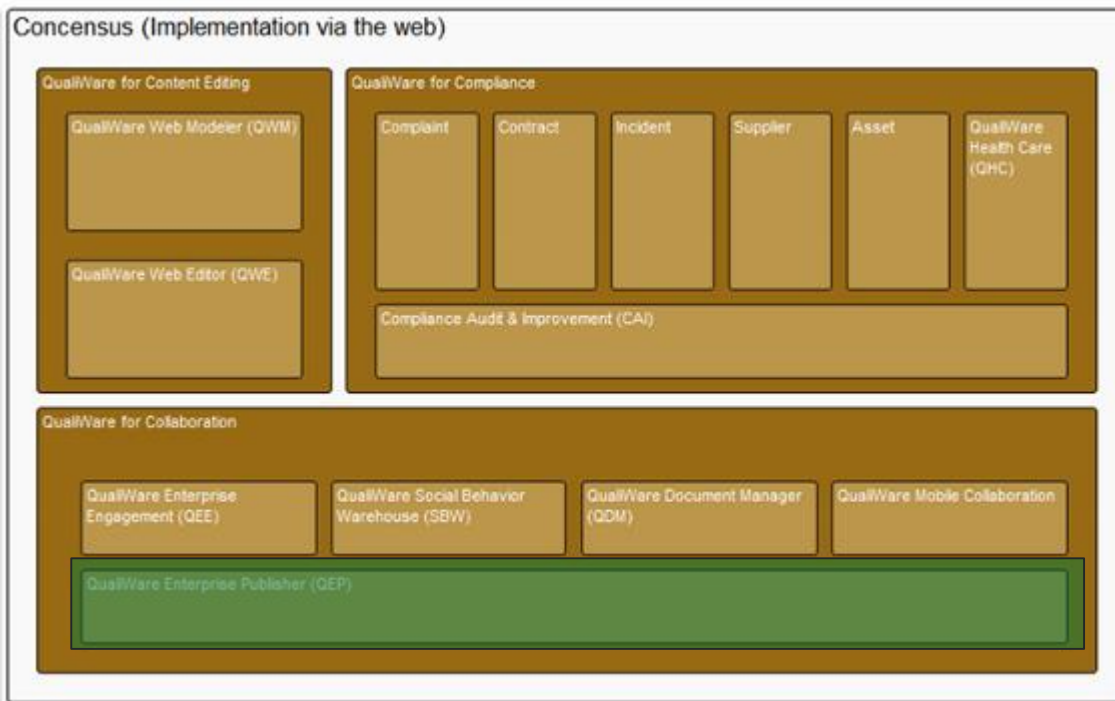 Concensus (Implementation via the web)
QualiWare for Content Editing
QualiWare Web Modeler (QWM)
QualiWare Web Editor (QWE)
QualiWare for Compliance
Complaint
Contract
Incident
Supplier
Asset
QualiWare
Health Care
(QHC)
Compliance Audit & Improvement (CAI)
QualiWare for Collaboration
QualiWare Enterprise
Engagement (QEE)
QualiWare Social Behavior
Warehouse (SBW)
QualiWare Document Manager
(QDM)
QualiWare Mobile Collaboration
QualiWare Enterprise Publisher (QEP)